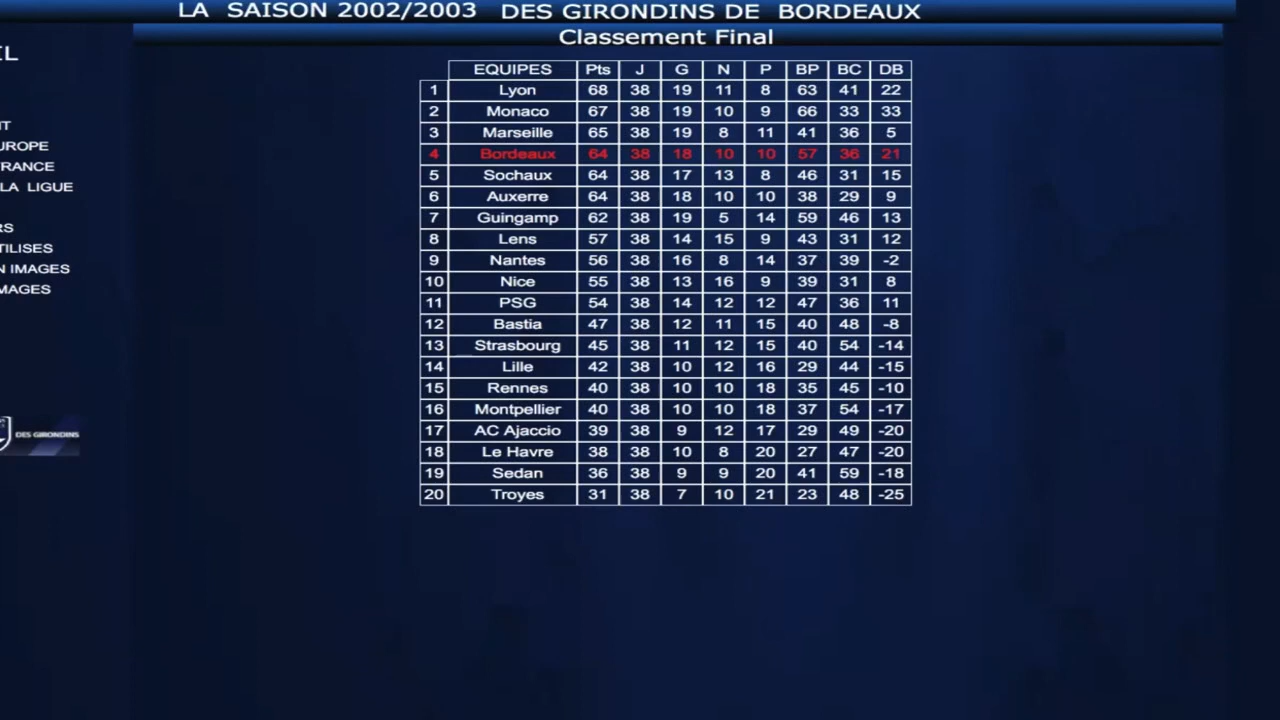 LA SAISON 2002/2003 DES GIRONDINS DE BORDEAUX
Classement Final
IL
EQUIPES Pts J G N P BP BC DB
1 Lyon 68 38 19 11 8 63 41 22
2 Monaco 67 38 19 10 9 66 33 33
3 Marseille 65 38 19 8 11 41 36 5
4 Bordeaux 64 38 18 10 10 57 36 21
5 Sochaux 64 38 17 13 8 46 31 15
6 Auxerre 64 38 18 10 10 38 29 9
7 Guingamp 62 38 19 5 14 59 46 13
8 Lens 57 38 14 15 9 43 31 12
9 Nantes 56 38 16 8 14 37 39 -2
10 Nice 55 38 13 16 9 39 31 8
11 PSG 54 38 14 12 12 47 36 11
12 Bastia 47 38 12 11 15 40 48 -8
13 Strasbourg 45 38 11 12 15 40 54 -14
14 Lille 42 38 10 12 16 29 44 -15
15 Rennes 40 38 10 10 18 35 45 -10
16 Montpellier 40 38 10 10 18 37 54 -17
17 AC Ajaccio 39 38 9 12 17 29 49 -20
18 Le Havre 38 38 10 8 20 27 47 -20
19 Sedan 36 38 9 9 20 41 59 -18
20 Troyes 31 38 7 10 21 23 48 -25
NT
UROPE
FRANCE
LA LIGUE
RS
TILISES
N IMAGES
MAGES
DES GIRONDINS